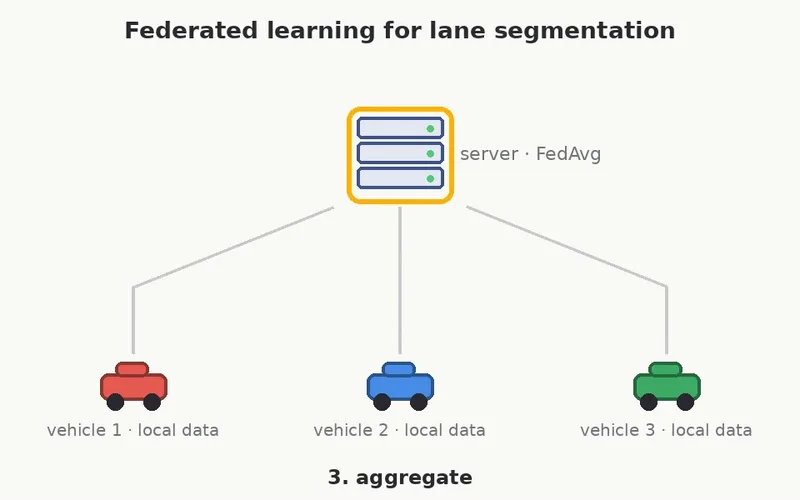 Federated learning for lane segmentation
server · FedAvg
vehicle 1 · local data
vehicle 2 · local data
vehicle 3 · local data
3. aggregate